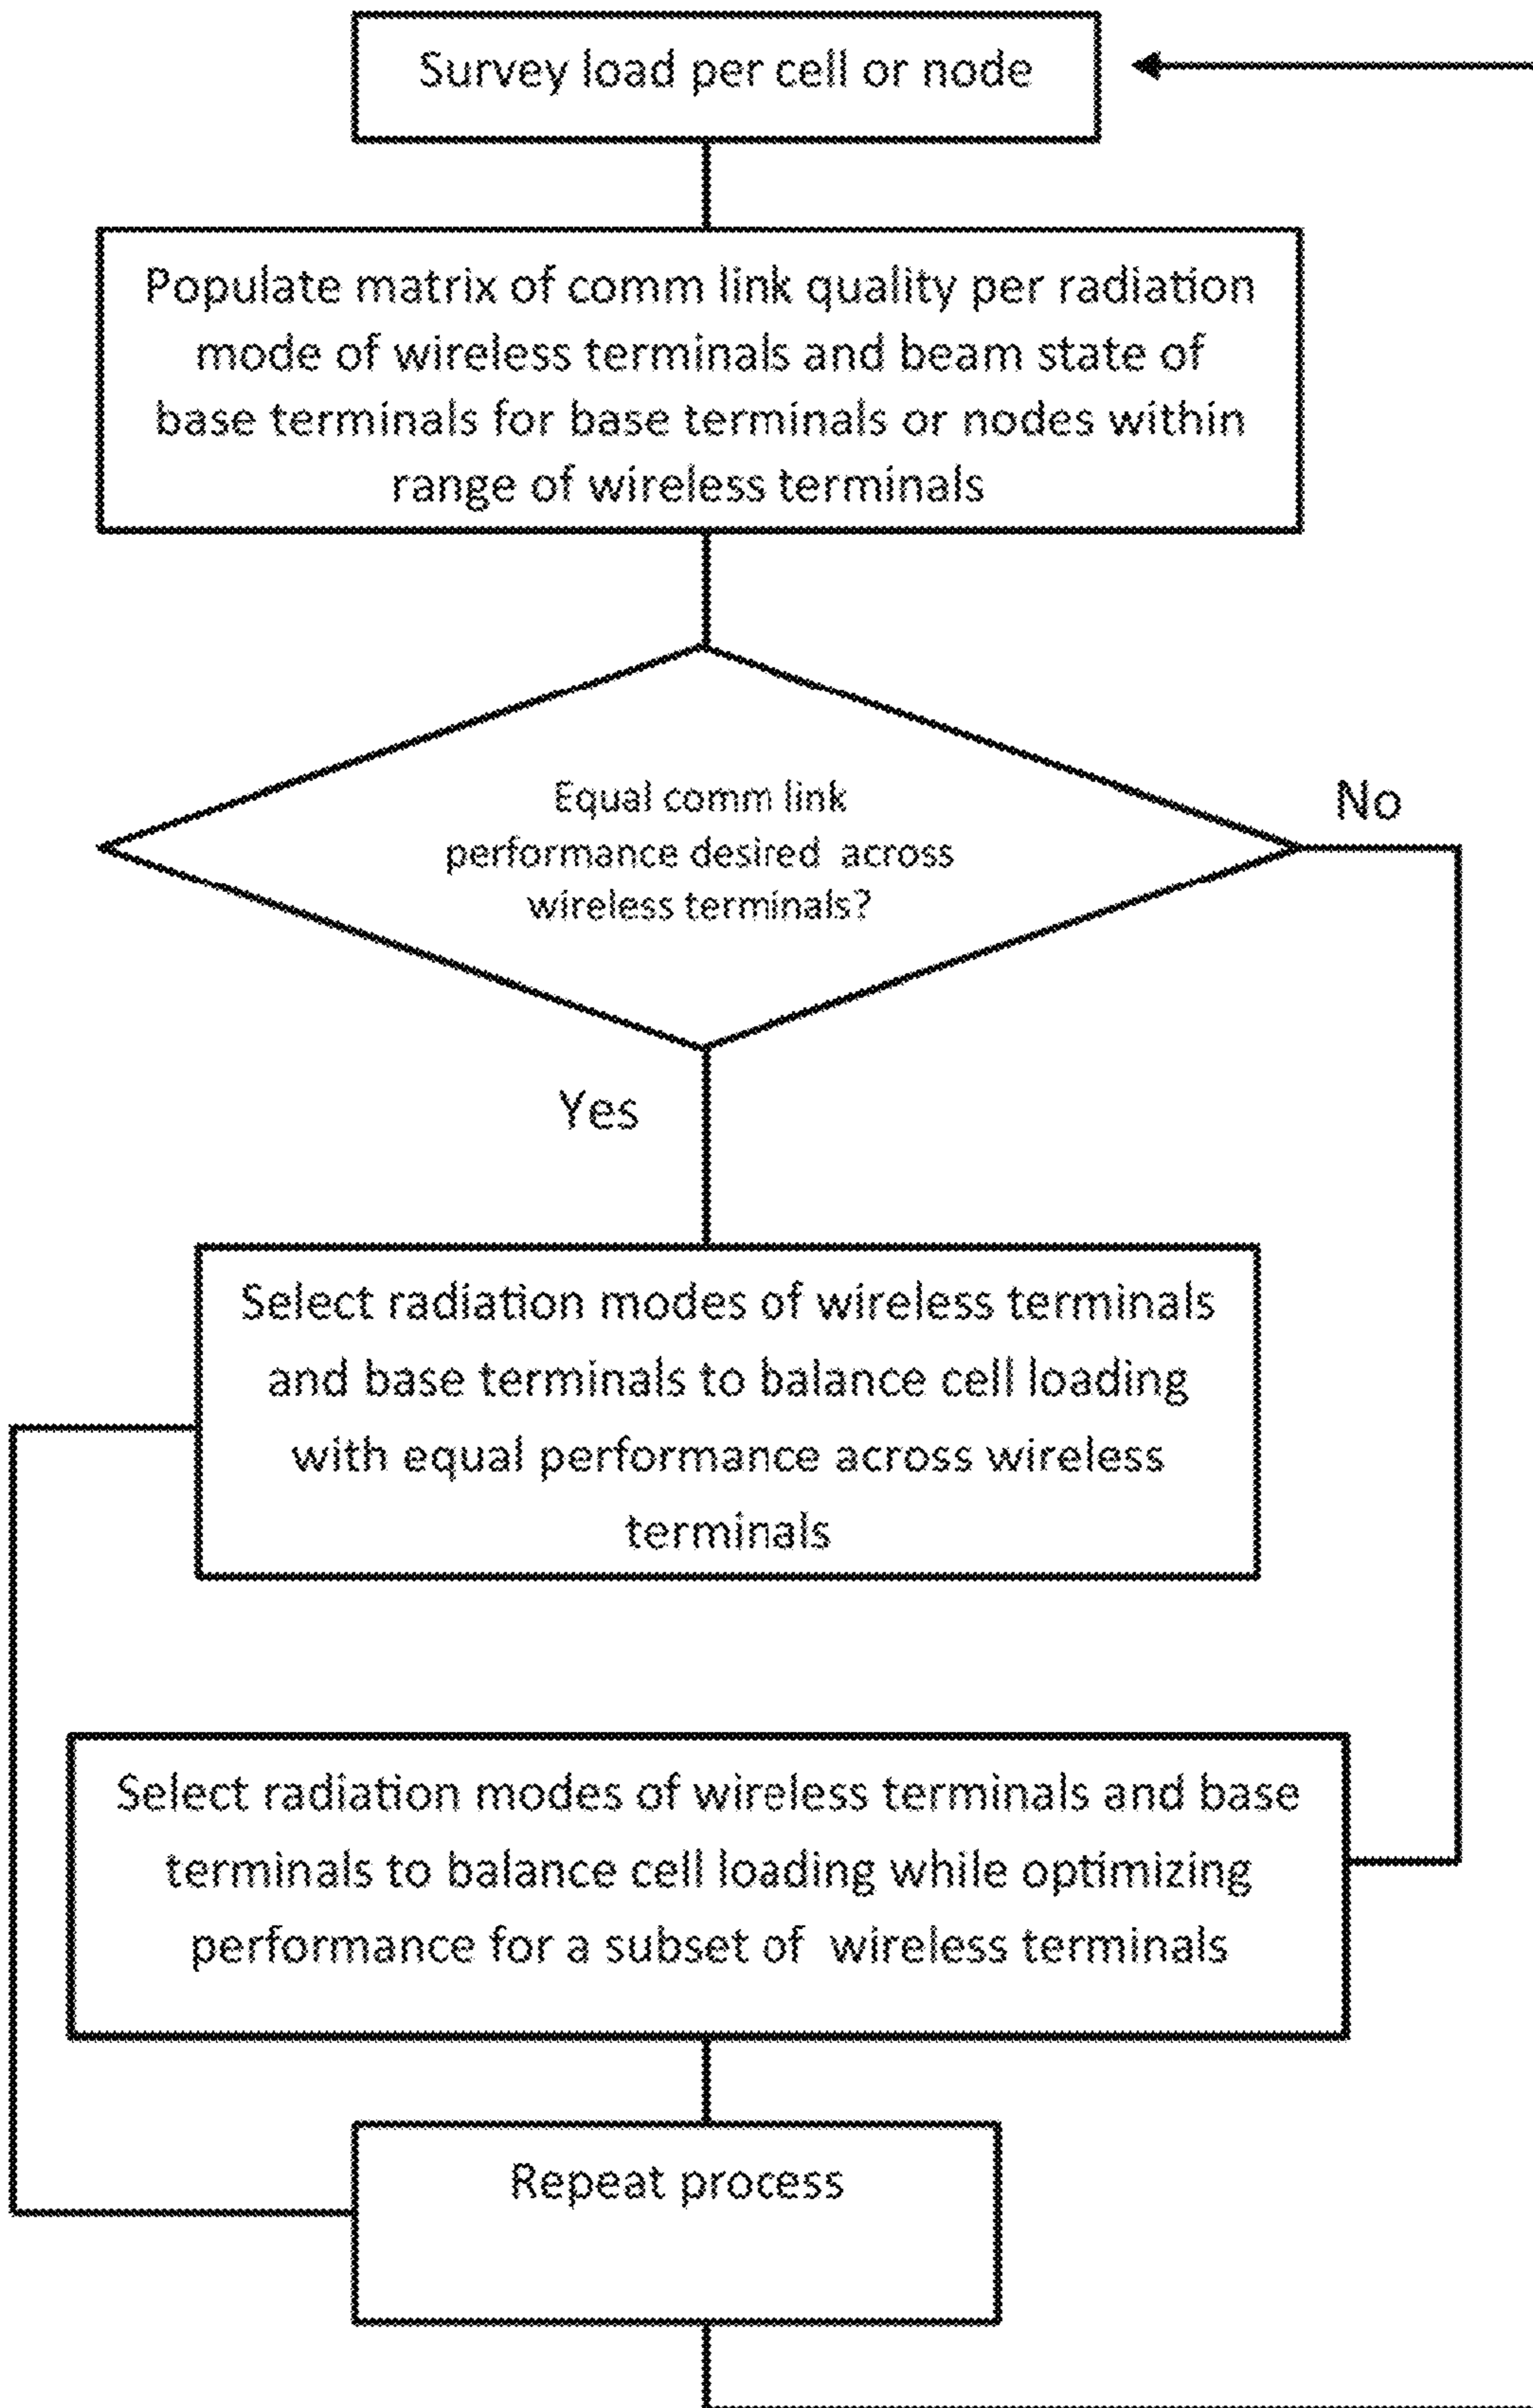 Survey load per cell or node
Populate matrix of comm link quality per radiation
mode of wireless terminals and beam state of
base terminals for base terminals or nodes within
range of wireless terminals
Equal comm link
performance desired across
wireless terminals?
No
Yes
Select radiation modes of wireless terminals
and base terminals to balance cell loading
with equal performance across wireless
terminals
Select radiation modes of wireless terminals and base
terminals to balance cell loading while optimizing
performance for a subset of wireless terminals
Repeat process